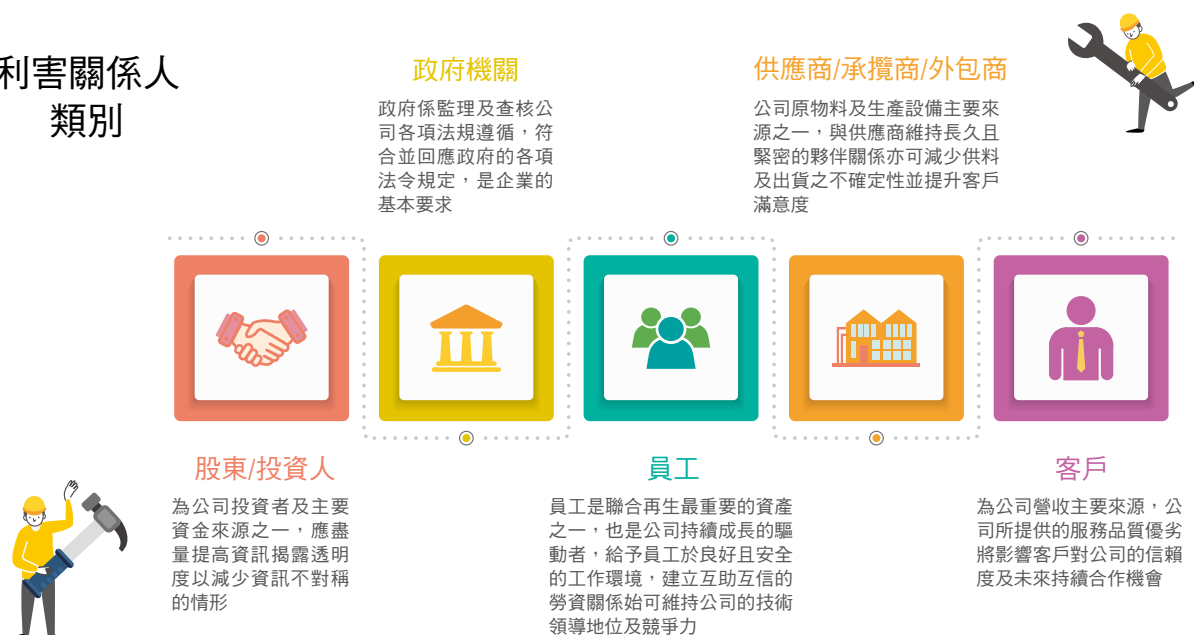 利害關係人
類別
政府機關
政府係監理及查核公
司各項法規遵循，符
合並回應政府的各項
法令規定，是企業的
基本要求
供應商/承攬商/外包商
公司原物料及生產設備主要來
源之一，與供應商維持長久且
緊密的夥伴關係亦可減少供料
及出貨之不確定性並提升客戶
滿意度
股東/投資人
為公司投資者及主要
資金來源之一，應盡
量提高資訊揭露透明
度以減少資訊不對稱
的情形
員工
員工是聯合再生最重要的資產
之一，也是公司持續成長的驅
動者，給予員工於良好且安全
的工作環境，建立互助互信的
勞資關係始可維持公司的技術
領導地位及競爭力
客戶
為公司營收主要來源，公
司所提供的服務品質優劣
將影響客戶對公司的信賴
度及未來持續合作機會